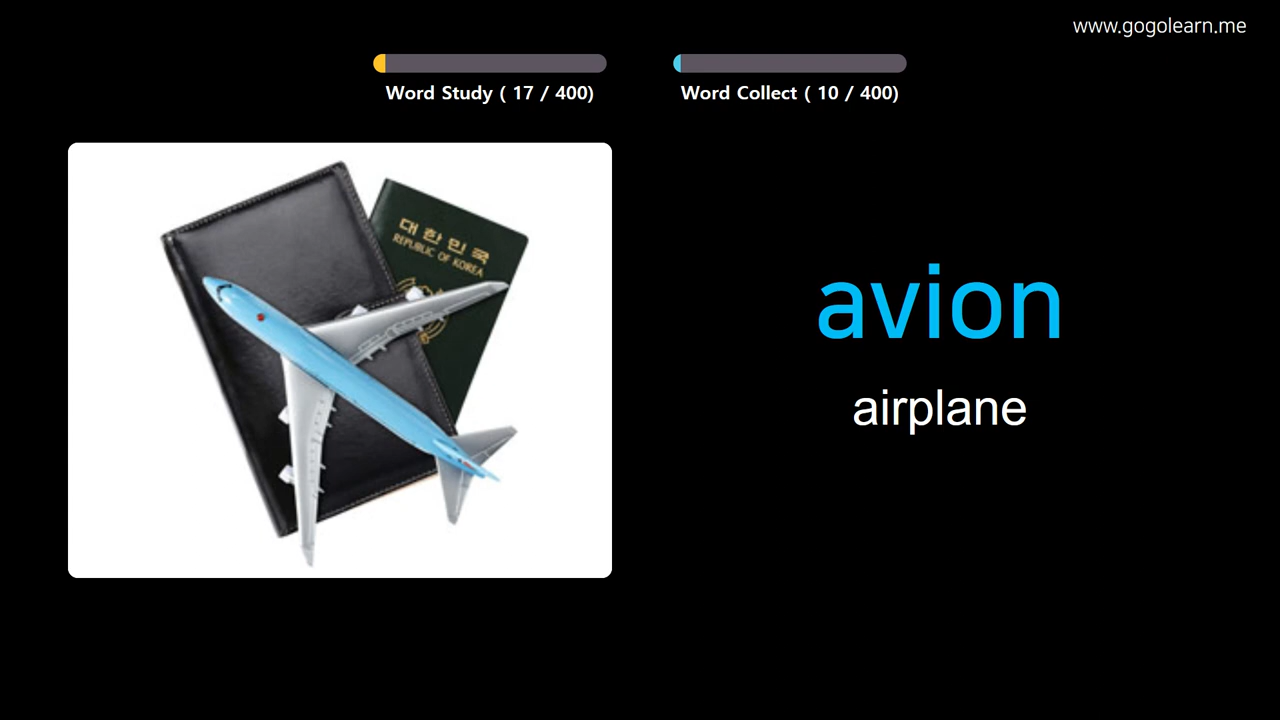 www.gogolearn.me
Word Study ( 17 / 400)
Word Collect ( 10 / 400)
대한민국
REPUBLIC OF KOREA
avion
airplane